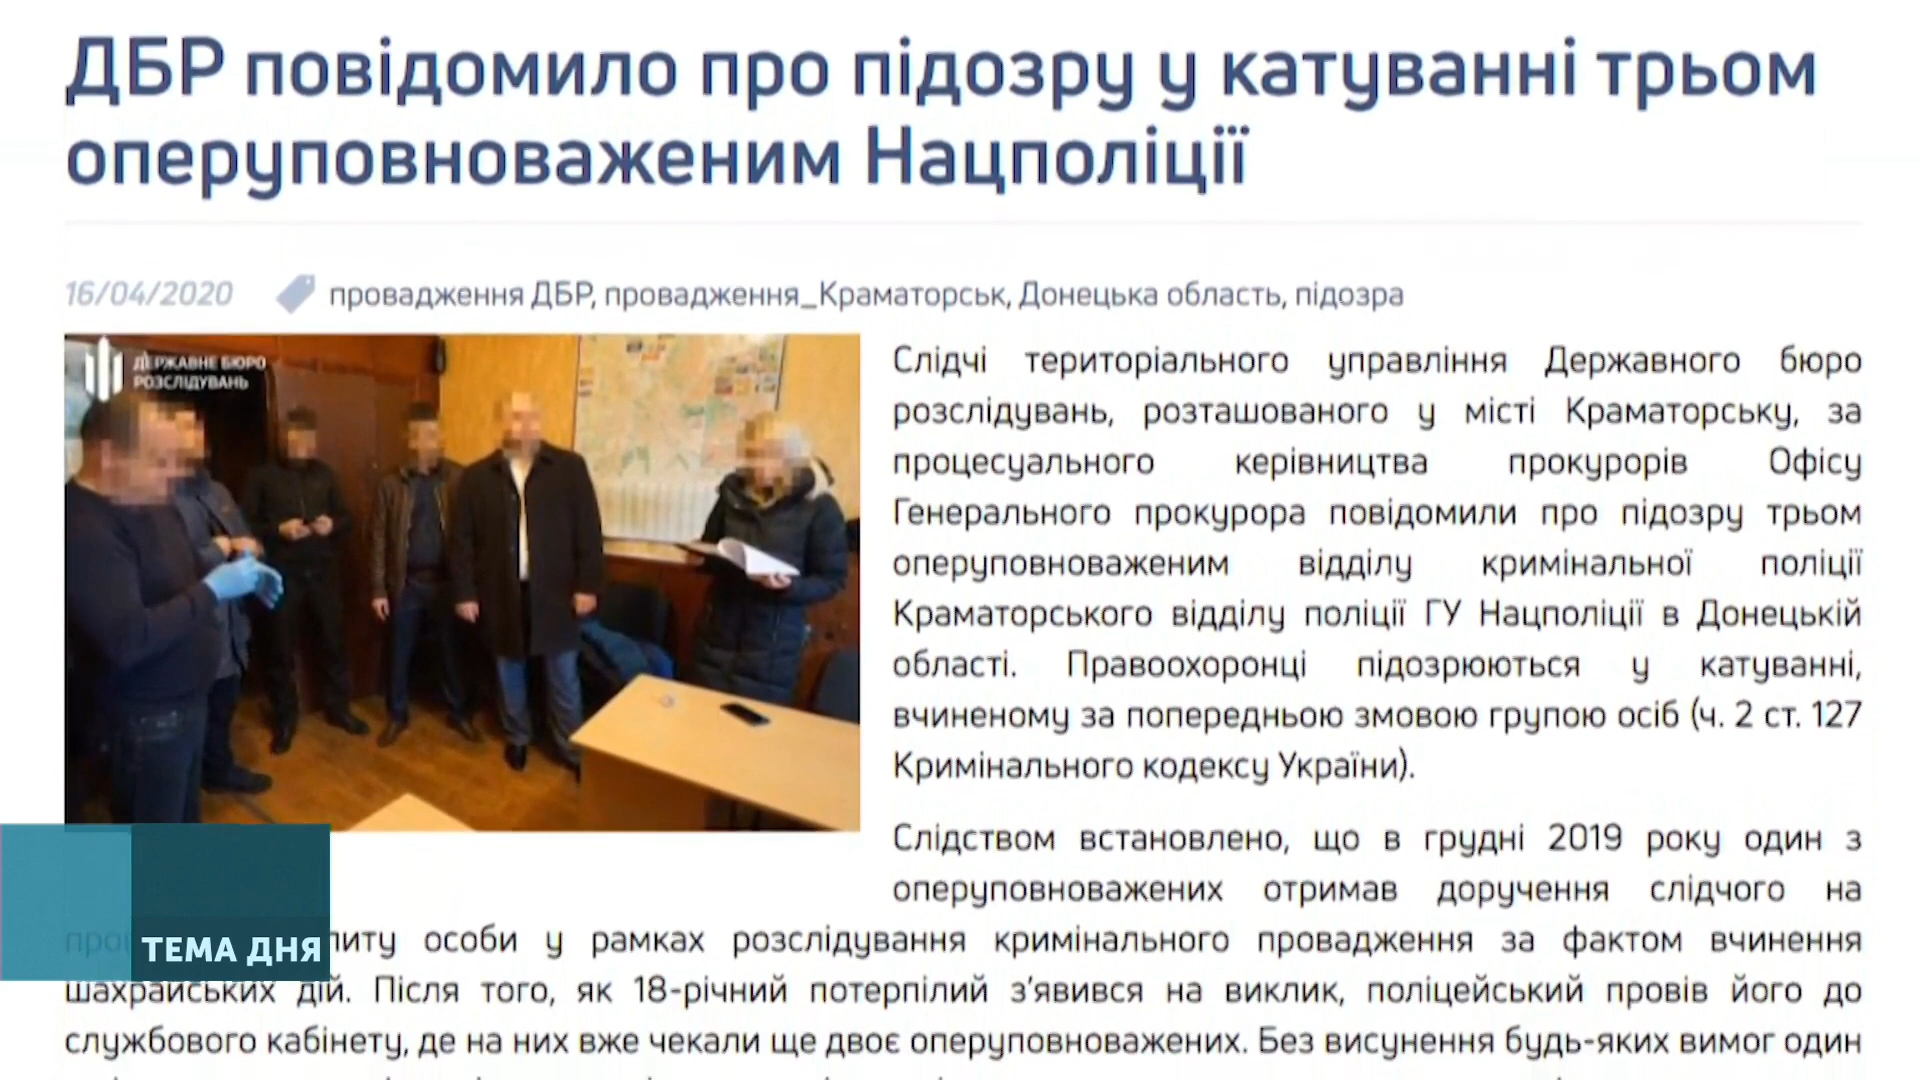 ДБР повідомило про підозру у катуванні трьом
оперуповноваженим Нацполіції
16/04/2020
провадження ДБР, провадження_Краматорськ, Донецька область, підозра
ДЕРЖАВНЕ БЮРО
РОЗСЛІДУВАНЬ
Слідчі територіального управління Державного бюро
розслідувань, розташованого у місті Краматорську, за
процесуального керівництва прокурорів Офісу
Генерального прокурора повідомили про підозру трьом
оперуповноваженим відділу кримінальної поліції
Краматорського відділу поліції ГУ Нацполіції в Донецькій
області. Правоохоронці підозрюються у катуванні,
вчиненому за попередньою змовою групою осіб (ч. 2 ст. 127
Кримінального кодексу України).
Слідством встановлено, що в грудні 2019 року один з
оперуповноважених отримав доручення слідчого на
питу особи у рамках розслідування кримінального провадження за фактом вчинення
шахрайських дій. Після того, як 18-річний потерпілий з’явився на виклик, поліцейський провів його до
службового кабінету, де на них вже чекали ще двоє оперуповноважених. Без висунення будь-яких вимог один
ТЕМА ДНЯ